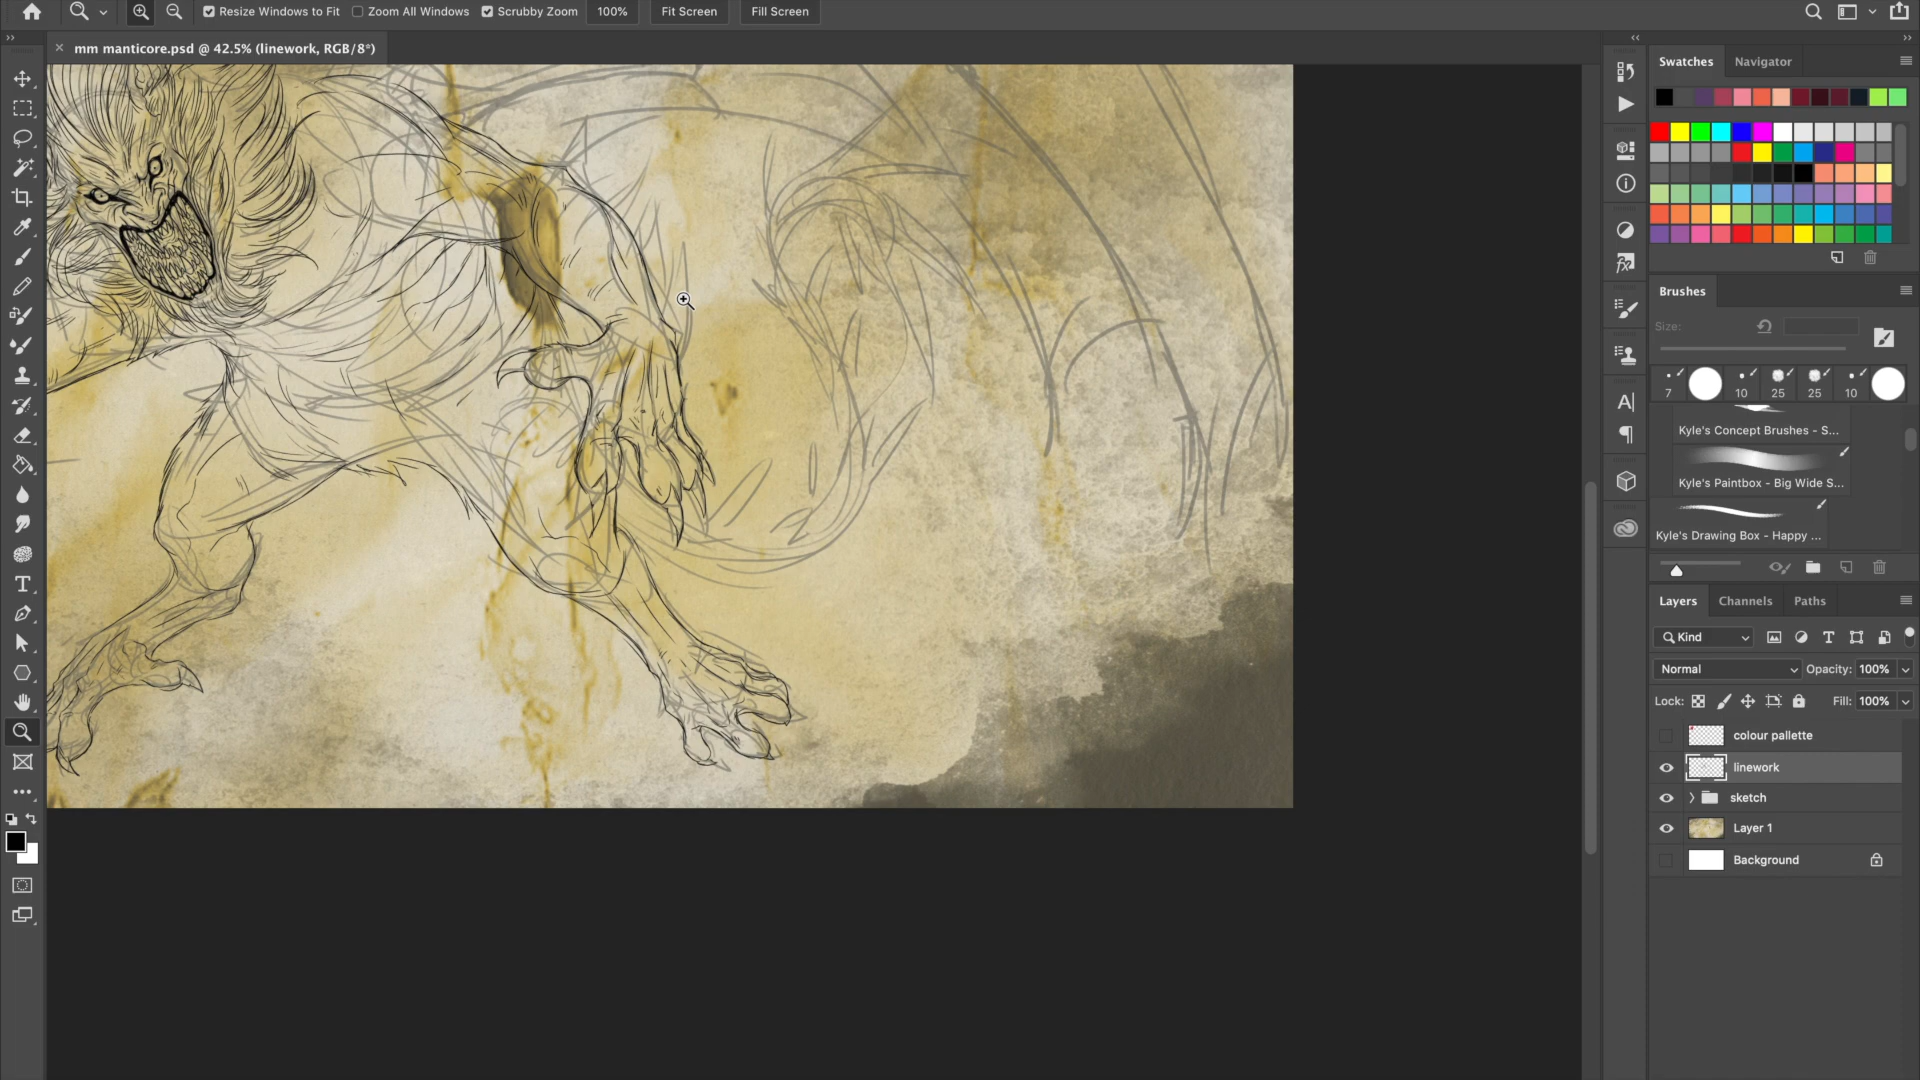 Resize Windows to Fit Zoom All Windows Scrubby Zoom 100% Fit Screen Fill Screen
mm manticore.psd @ 42.5% (linework, RGB/8*)
Swatches Navigator
Brushes
Size:
7 10 25 25 10
Kyle's Concept Brushes - S...
Kyle's Paintbox - Big Wide S...
Kyle's Drawing Box - Happy ...
Layers Channels Paths
Kind
Normal Opacity: 100%
Lock: Fill: 100%
colour pallette
linework
sketch
Layer 1
Background